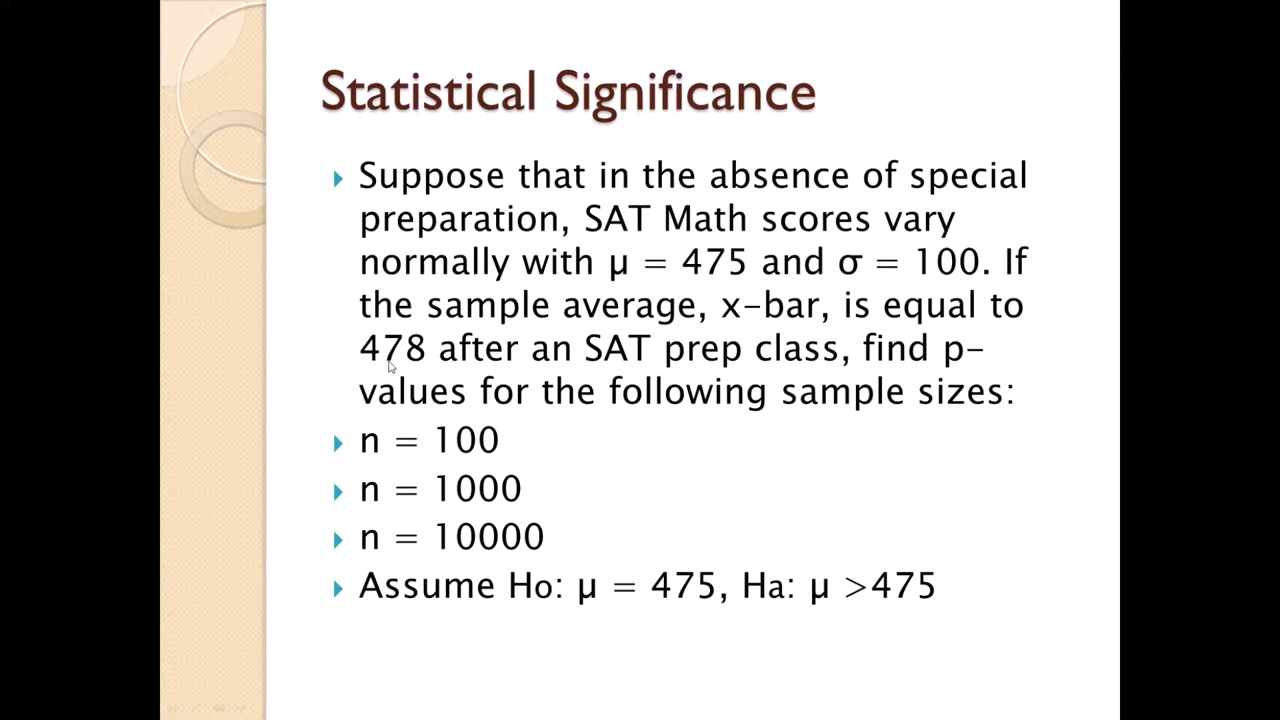 Statistical Significance
Suppose that in the absence of special
preparation, SAT Math scores vary
normally with μ = 475 and σ = 100. If
the sample average, x-bar, is equal to
478 after an SAT prep class, find p-
values for the following sample sizes:
n = 100
n = 1000
n = 10000
Assume Ho: μ = 475, Ha: μ >475